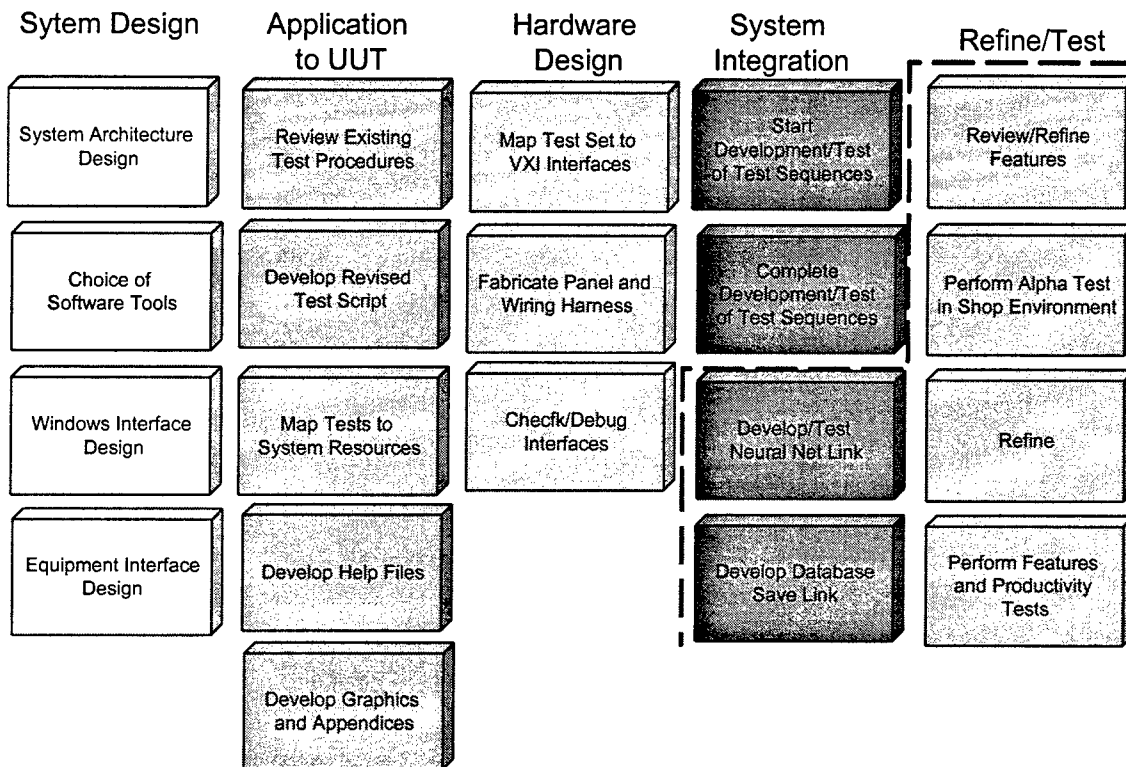 Sytem Design
System Architecture
Design
Choice of
Software Tools
Windows Interface
Design
Equipment Interface
Design
Application
to UUT
Review Existing
Test Procedures
Develop Revised
Test Script
Map Tests to
System Resources
Develop Help Files
Develop Graphics
and Appendices
Hardware
Design
Map Test Set to
VXI Interfaces
Fabricate Panel and
Wiring Harness
Checfk/Debug
Interfaces
System
Integration
Start
Development/Test
of Test Sequences
Complete
Development/Test
of Test Sequences
Develop/Test
Neural Net Link
Develop Database
Save Link
Refine/Test
Review/Refine
Features
Perform Alpha Test
in Shop Environment
Refine
Perform Features
and Productivity
Tests